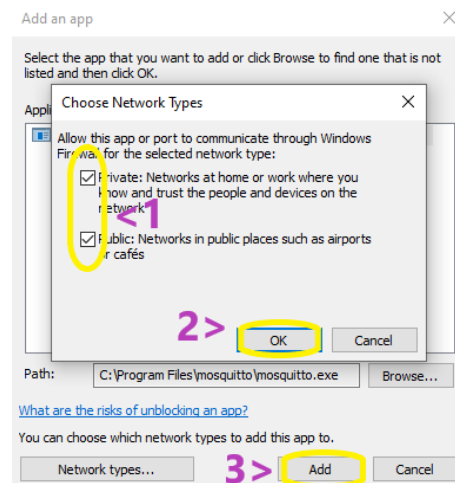 Add an app
Select the app that you want to add or click Browse to find one that is not
listed and then click OK.
Appli
Choose Network Types
Allow this app or port to communicate through Windows
Firewall for the selected network type:
Private: Networks at home or work where you
know and trust the people and devices on the
network
<1
Public: Networks in public places such as airports
or cafés
2>
OK
Cancel
Path:
C:\Program Files\mosquitto\mosquitto.exe
Browse...
What are the risks of unblocking an app?
You can choose which network types to add this app to.
Network types...
3>
Add
Cancel